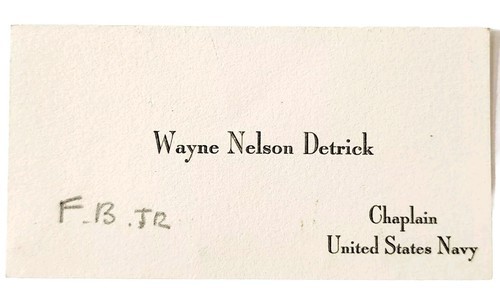 Wayne Nelson Detrick
F.B.JR
Chaplain
United States Navy